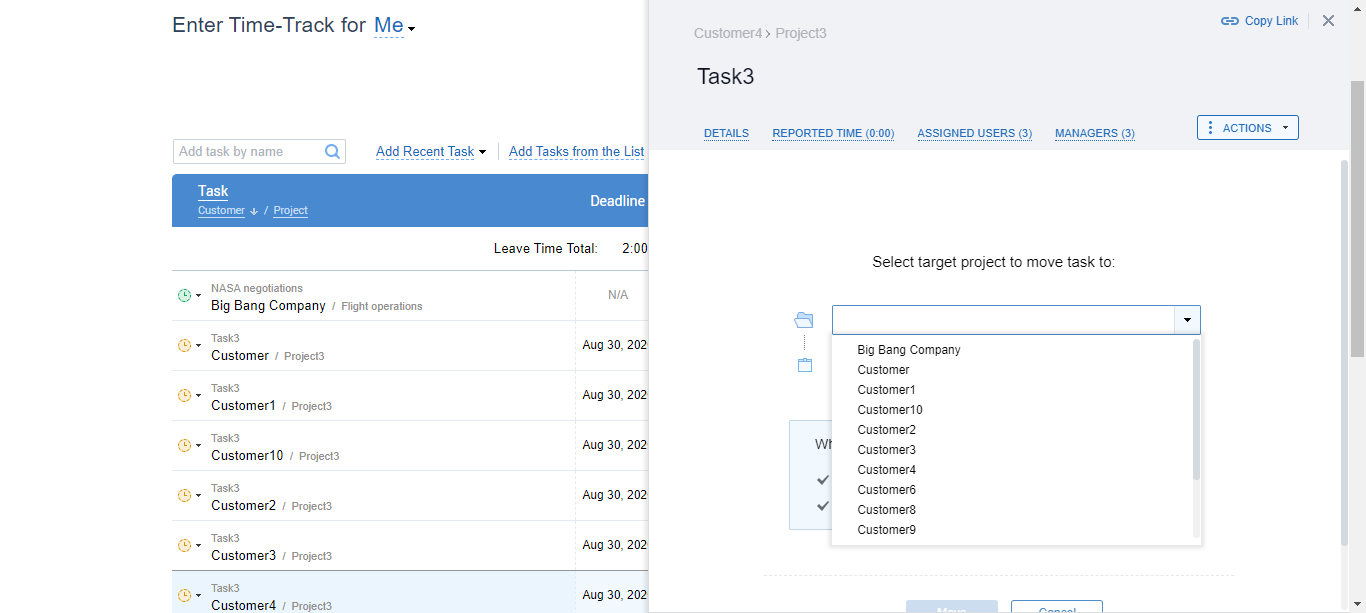 Enter Time-Track for Me
Add task by name
Add Recent Task
Add Tasks from the List
Task
Customer ↓ / Project
Deadline
Leave Time Total: 2:00
NASA negotiations
Big Bang Company / Flight operations
N/A
Task3
Customer / Project3
Aug 30, 202
Task3
Customer1 / Project3
Aug 30, 202
Task3
Customer10 / Project3
Aug 30, 202
Task3
Customer2 / Project3
Aug 30, 202
Task3
Customer3 / Project3
Aug 30, 202
Task3
Customer4 / Project3
Aug 30, 202
Copy Link
Customer4 › Project3
Task3
DETAILS
REPORTED TIME (0:00)
ASSIGNED USERS (3)
MANAGERS (3)
ACTIONS
Select target project to move task to:
Big Bang Company
Customer
Customer1
Customer10
Customer2
Customer3
Customer4
Customer6
Customer8
Customer9
Wh
Move
Cancel